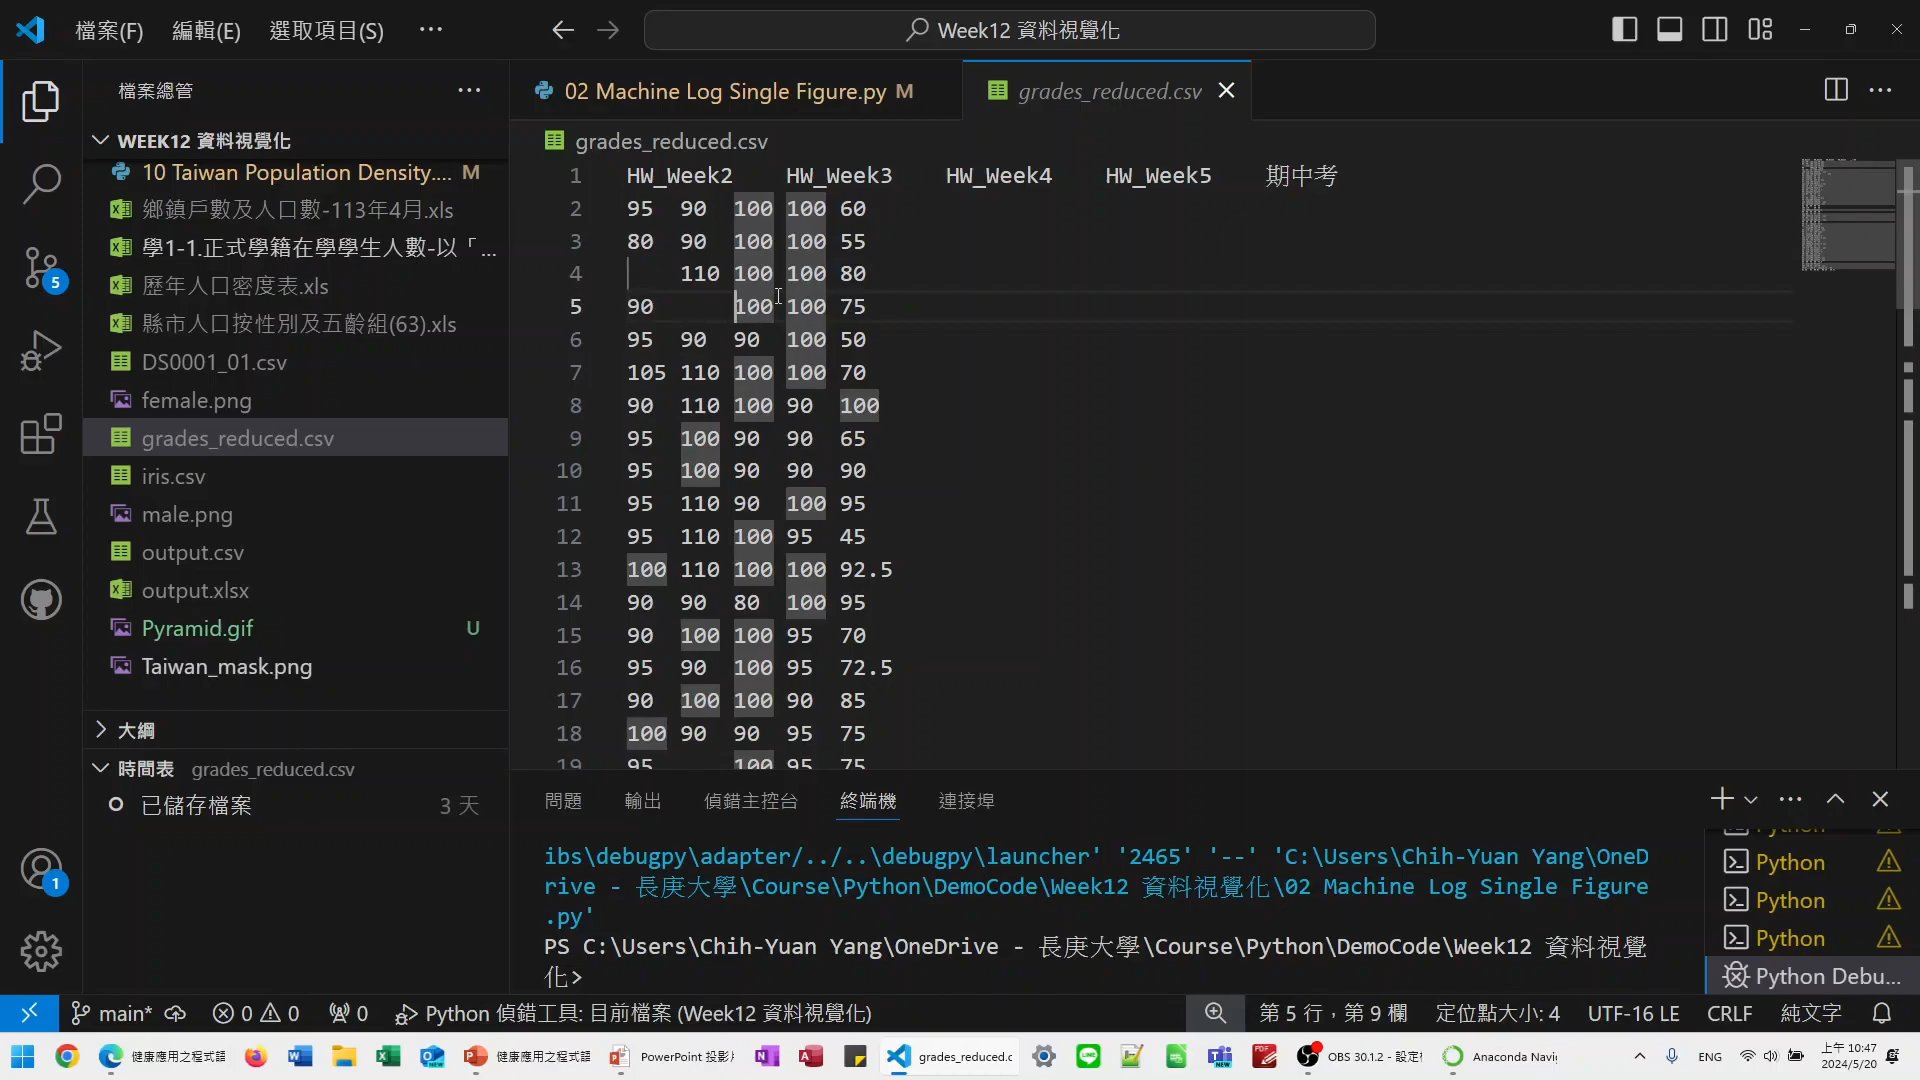 檔案(F) 編輯(E) 選取項目(S) ···
Week12 資料視覺化
檔案總管
02 Machine Log Single Figure.py M
grades_reduced.csv
WEEK12 資料視覺化
10 Taiwan Population Density.... M
鄉鎮戶數及人口數-113年4月.xls
學1-1.正式學籍在學學生人數-以「...
歷年人口密度表.xls
縣市人口按性別及五齡組(63).xls
DS0001_01.csv
female.png
grades_reduced.csv
iris.csv
male.png
output.csv
output.xlsx
Pyramid.gif U
Taiwan_mask.png
大綱
時間表 grades_reduced.csv
已儲存檔案 3 天
5
1
grades_reduced.csv
1 HW_Week2 HW_Week3 HW_Week4 HW_Week5 期中考
2 95 90 100 100 60
3 80 90 100 100 55
4 110 100 100 80
5 90 100 100 75
6 95 90 90 100 50
7 105 110 100 100 70
8 90 110 100 90 100
9 95 100 90 90 65
10 95 100 90 90 90
11 95 110 90 100 95
12 95 110 100 95 45
13 100 110 100 100 92.5
14 90 90 80 100 95
15 90 100 100 95 70
16 95 90 100 95 72.5
17 90 100 100 90 85
18 100 90 90 95 75
19 95 100 95 75
問題 輸出 偵錯主控台 終端機 連接埠
ibs\debugpy\adapter/../..\debugpy\launcher' '2465' '--' 'C:\Users\Chih-Yuan Yang\OneD
rive - 長庚大學\Course\Python\DemoCode\Week12 資料視覺化\02 Machine Log Single Figure
.py'
PS C:\Users\Chih-Yuan Yang\OneDrive - 長庚大學\Course\Python\DemoCode\Week12 資料視覺
化>
Python
Python
Python
Python
Python Debu...
main* 0 0 0 Python 偵錯工具: 目前檔案 (Week12 資料視覺化) 第 5 行，第 9 欄 定位點大小: 4 UTF-16 LE CRLF 純文字
健康應用之程式語 健康應用之程式語 PowerPoint 投影片 grades_reduced.c OBS 30.1.2 - 設定 Anaconda Navig ENG 上午 10:47
2024/5/20